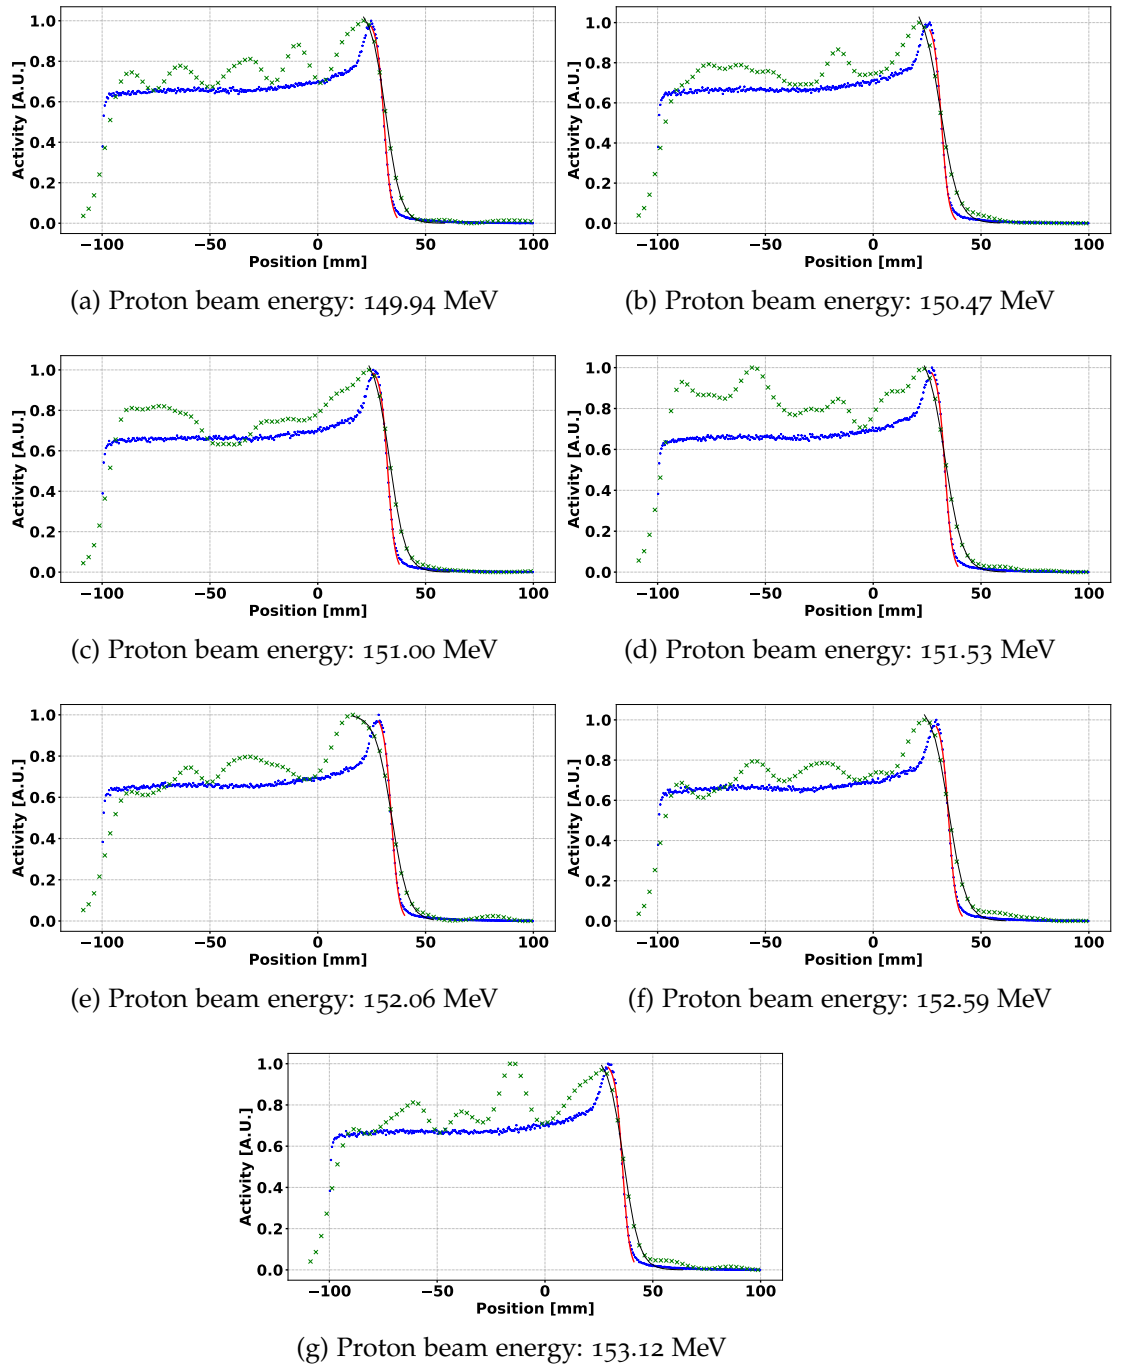 1.0
0.8
0.6
0.4
0.2
0.0
Activity [A.U.]
−100 −50 0 50 100
Position [mm]
(a) Proton beam energy: 149.94 MeV
1.0
0.8
0.6
0.4
0.2
0.0
Activity [A.U.]
−100 −50 0 50 100
Position [mm]
(b) Proton beam energy: 150.47 MeV
1.0
0.8
0.6
0.4
0.2
0.0
Activity [A.U.]
−100 −50 0 50 100
Position [mm]
(c) Proton beam energy: 151.00 MeV
1.0
0.8
0.6
0.4
0.2
0.0
Activity [A.U.]
−100 −50 0 50 100
Position [mm]
(d) Proton beam energy: 151.53 MeV
1.0
0.8
0.6
0.4
0.2
0.0
Activity [A.U.]
−100 −50 0 50 100
Position [mm]
(e) Proton beam energy: 152.06 MeV
1.0
0.8
0.6
0.4
0.2
0.0
Activity [A.U.]
−100 −50 0 50 100
Position [mm]
(f) Proton beam energy: 152.59 MeV
1.0
0.8
0.6
0.4
0.2
0.0
Activity [A.U.]
−100 −50 0 50 100
Position [mm]
(g) Proton beam energy: 153.12 MeV